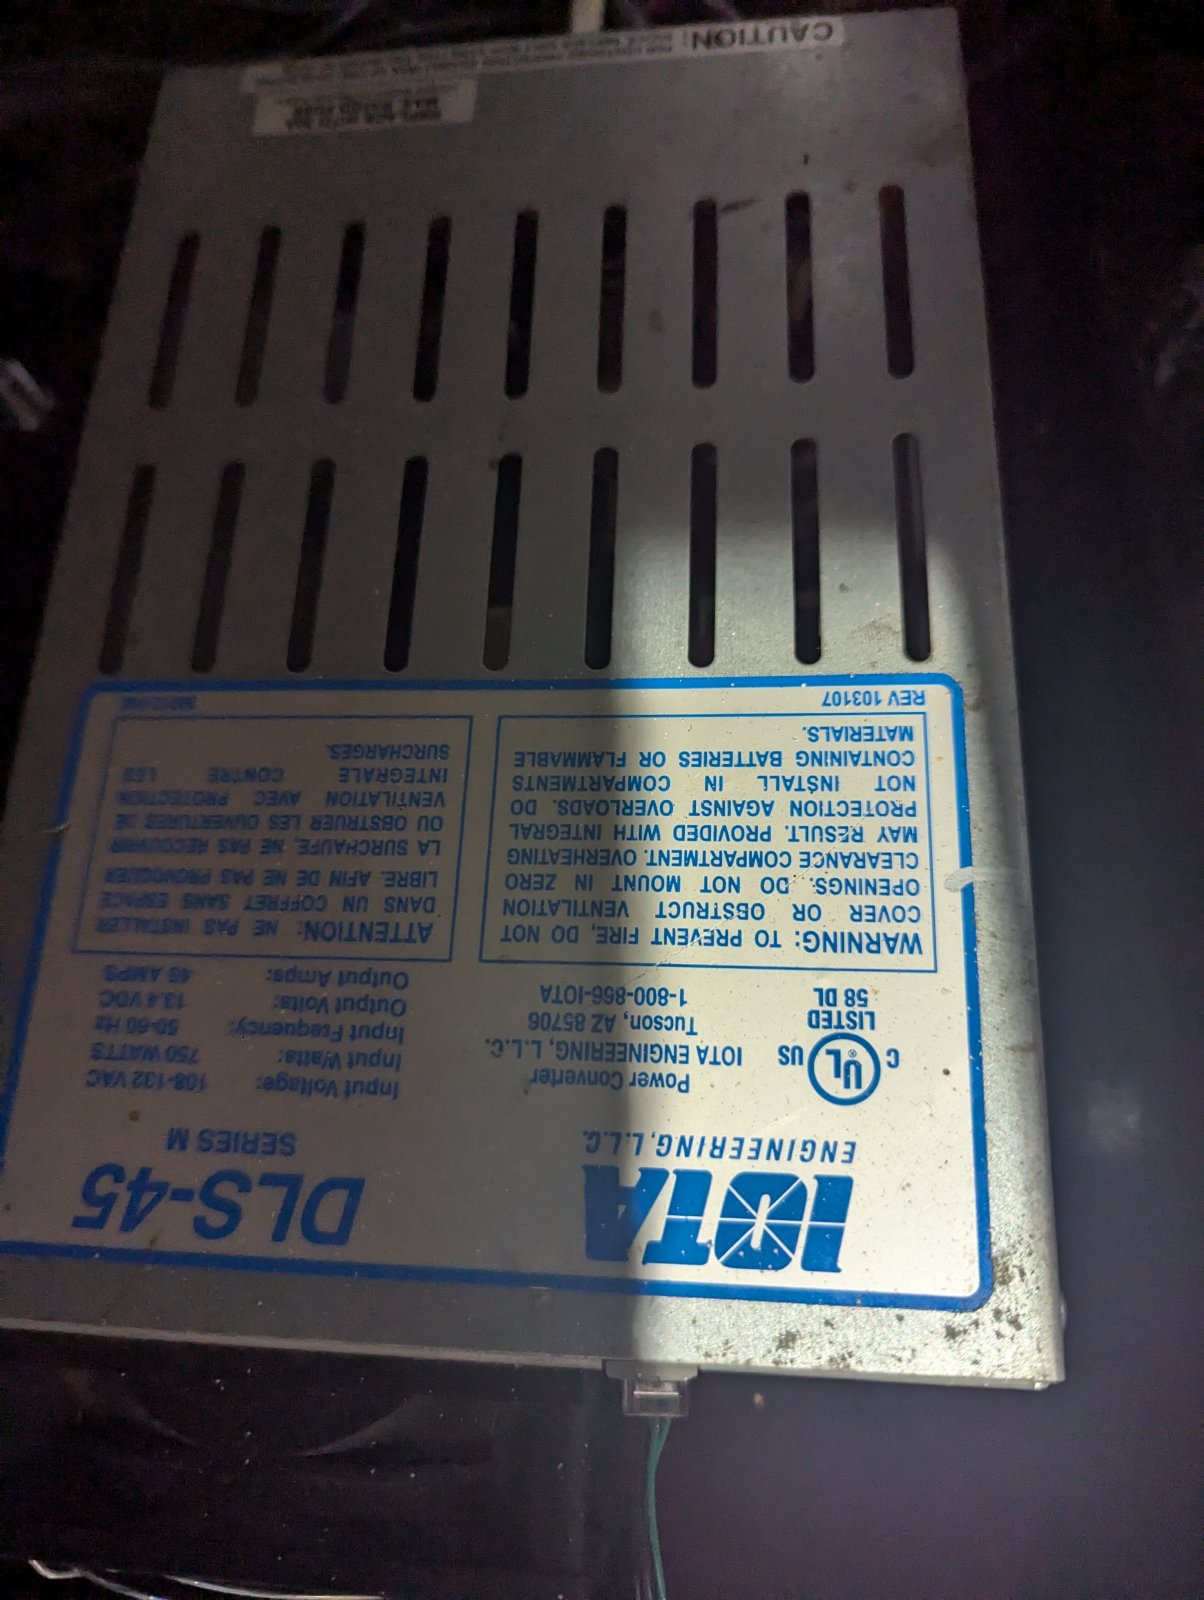 IOTA
ENGINEERING, L.L.C.
DLS-45
SERIES M
C UL ® US
LISTED
58 DL
Power Converter
IOTA ENGINEERING, L.L.C.
Tucson, AZ 85706
1-800-866-IOTA
Input Voltage: 108-132 VAC
Input Watts: 750 WATTS
Input Frequency: 50-60 Hz
Output Volts: 13.4 VDC
Output Amps: 45 AMPS
WARNING: TO PREVENT FIRE, DO NOT
COVER OR OBSTRUCT VENTILATION
OPENINGS. DO NOT MOUNT IN ZERO
CLEARANCE COMPARTMENT. OVERHEATING
MAY RESULT. PROVIDED WITH INTEGRAL
PROTECTION AGAINST OVERLOADS. DO
NOT INSTALL IN COMPARTMENTS
CONTAINING BATTERIES OR FLAMMABLE
MATERIALS.
ATTENTION: NE PAS INSTALLER
DANS UN COFFRET SANS ESPACE
LIBRE. AFIN DE NE PAS PROVOQUER
LA SURCHAUFE, NE PAS RECOUVRIR
OU OBSTRUER LES OUVERTURES DE
VENTILATION AVEC PROTECTION
INTEGRALE CONTRE LES
SURCHARGES.
REV 103107
CAUTION: